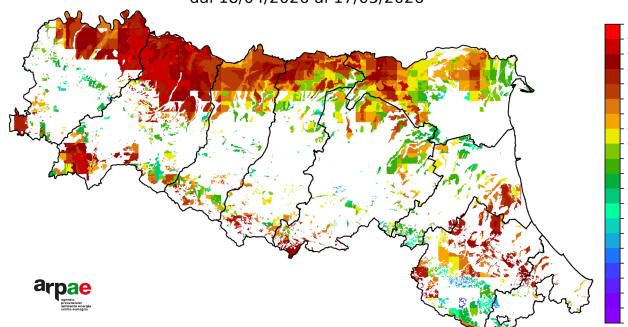 dal 18/04/2026 al 17/05/2026
arpae
agenzia
prevenzione
ambiente energia
emilia-romagna